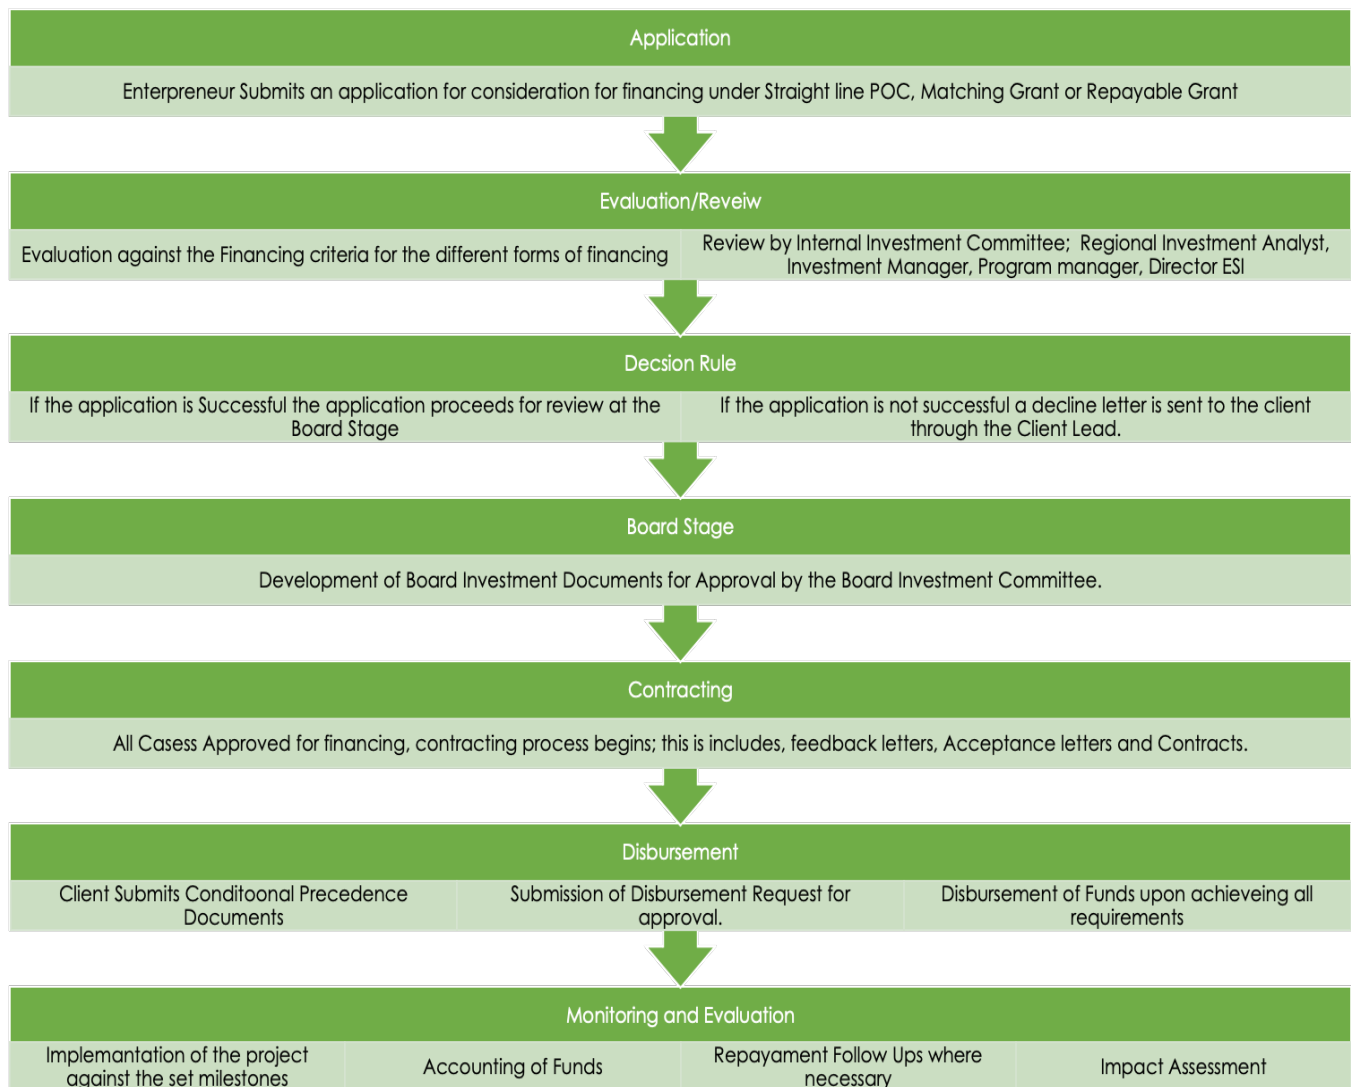 Application
Enterpreneur Submits an application for consideration for financing under Straight line POC, Matching Grant or Repayable Grant
Evaluation/Reveiw
Evaluation against the Financing criteria for the different forms of financing
Review by Internal Investment Committee; Regional Investment Analyst,
Investment Manager, Program manager, Director ESI
Decsion Rule
If the application is Successful the application proceeds for review at the
Board Stage
If the application is not successful a decline letter is sent to the client
through the Client Lead.
Board Stage
Development of Board Investment Documents for Approval by the Board Investment Committee.
Contracting
All Casess Approved for financing, contracting process begins; this is includes, feedback letters, Acceptance letters and Contracts.
Disbursement
Client Submits Conditoonal Precedence
Documents
Submission of Disbursement Request for
approval.
Disbursement of Funds upon achieveing all
requirements
Monitoring and Evaluation
Implemantation of the project
against the set milestones
Accounting of Funds
Repayament Follow Ups where
necessary
Impact Assessment